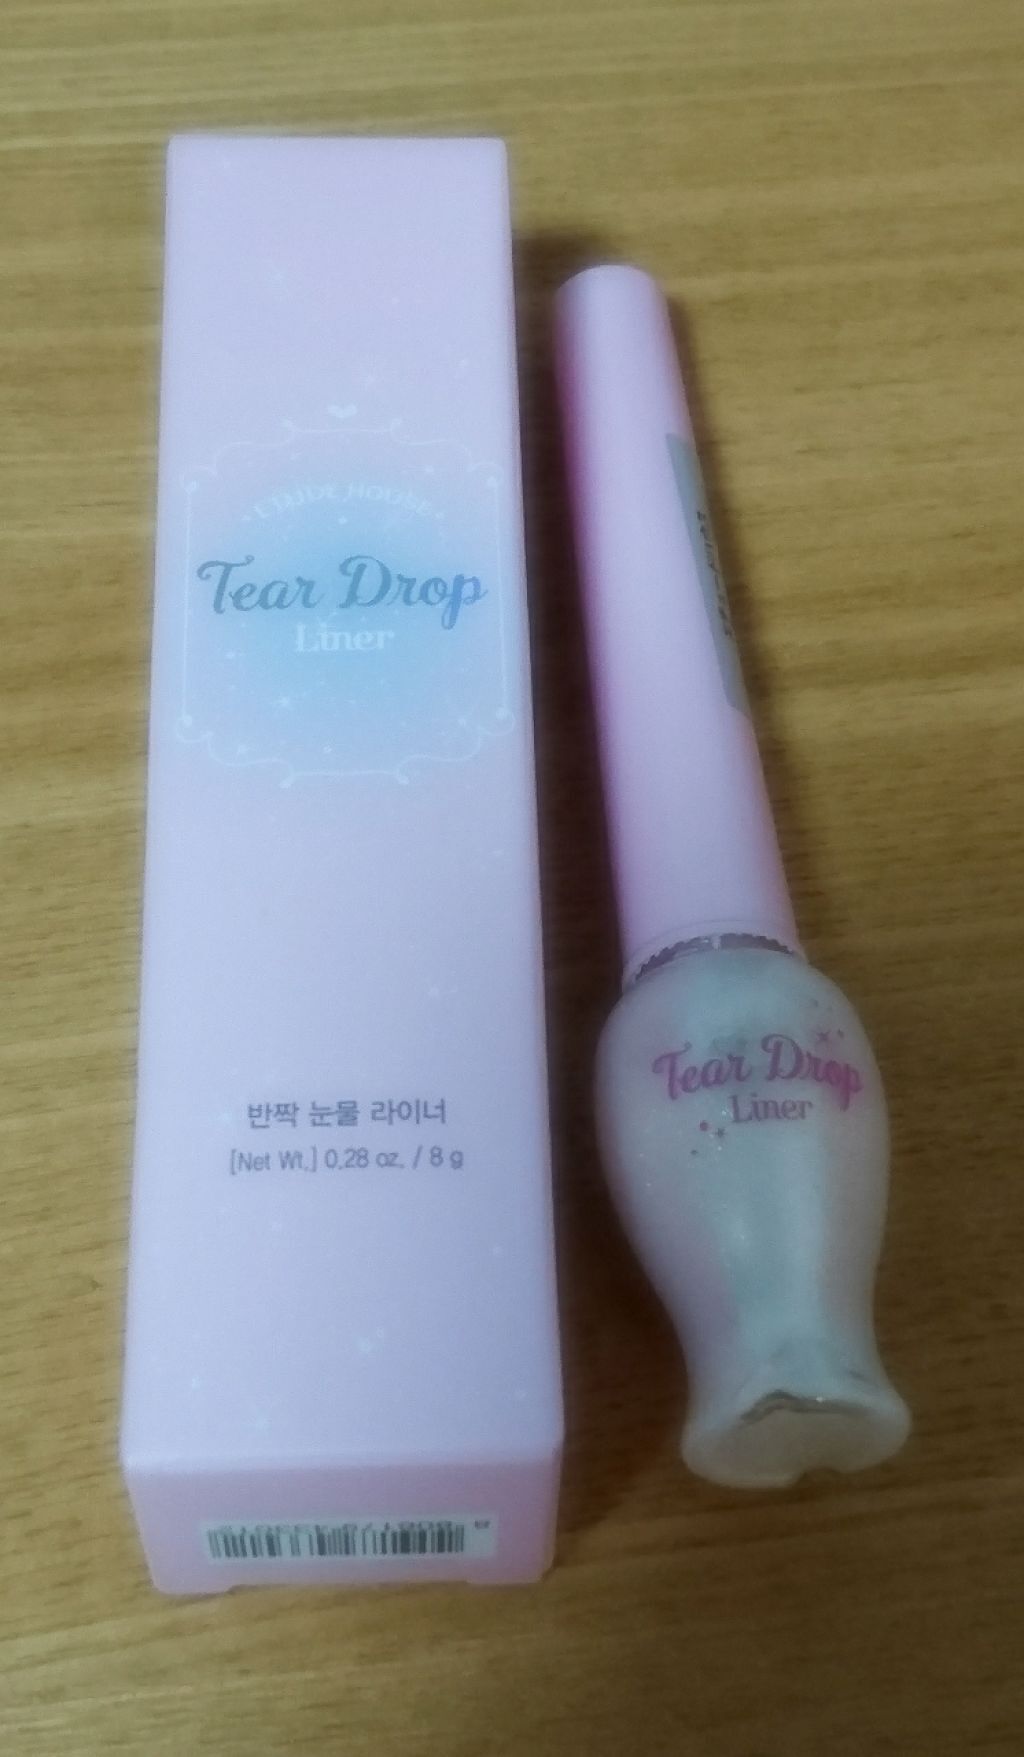 ETUDE HOUSE
Tear Drop
Liner
반짝 눈물 라이너
[Net Wt.] 0.28 oz. / 8 g
Tear Drop
Liner